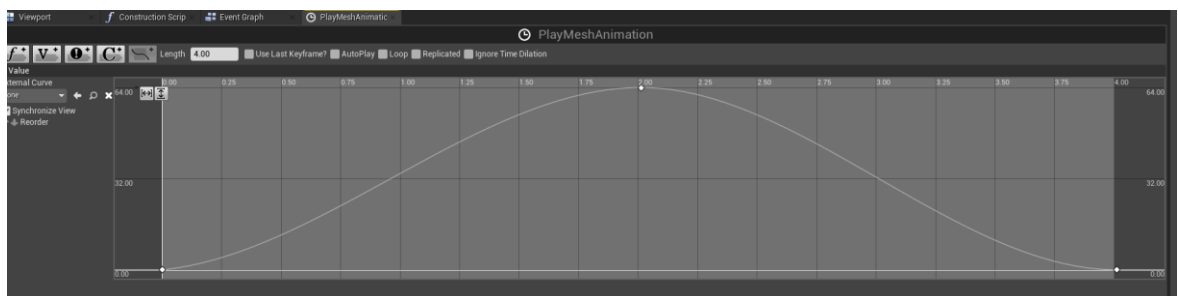 Viewport Construction Scrip Event Graph PlayMeshAnimatic
PlayMeshAnimation
f+ V+ !+ C+ Length 4.00 Use Last Keyframe? AutoPlay Loop Replicated Ignore Time Dilation
Value
xternal Curve
one
Synchronize View
Reorder
0.00 0.25 0.50 0.75 1.00 1.25 1.50 1.75 2.00 2.25 2.50 2.75 3.00 3.25 3.50 3.75 4.00
64.00 64.00
32.00 32.00
0.00 0.00